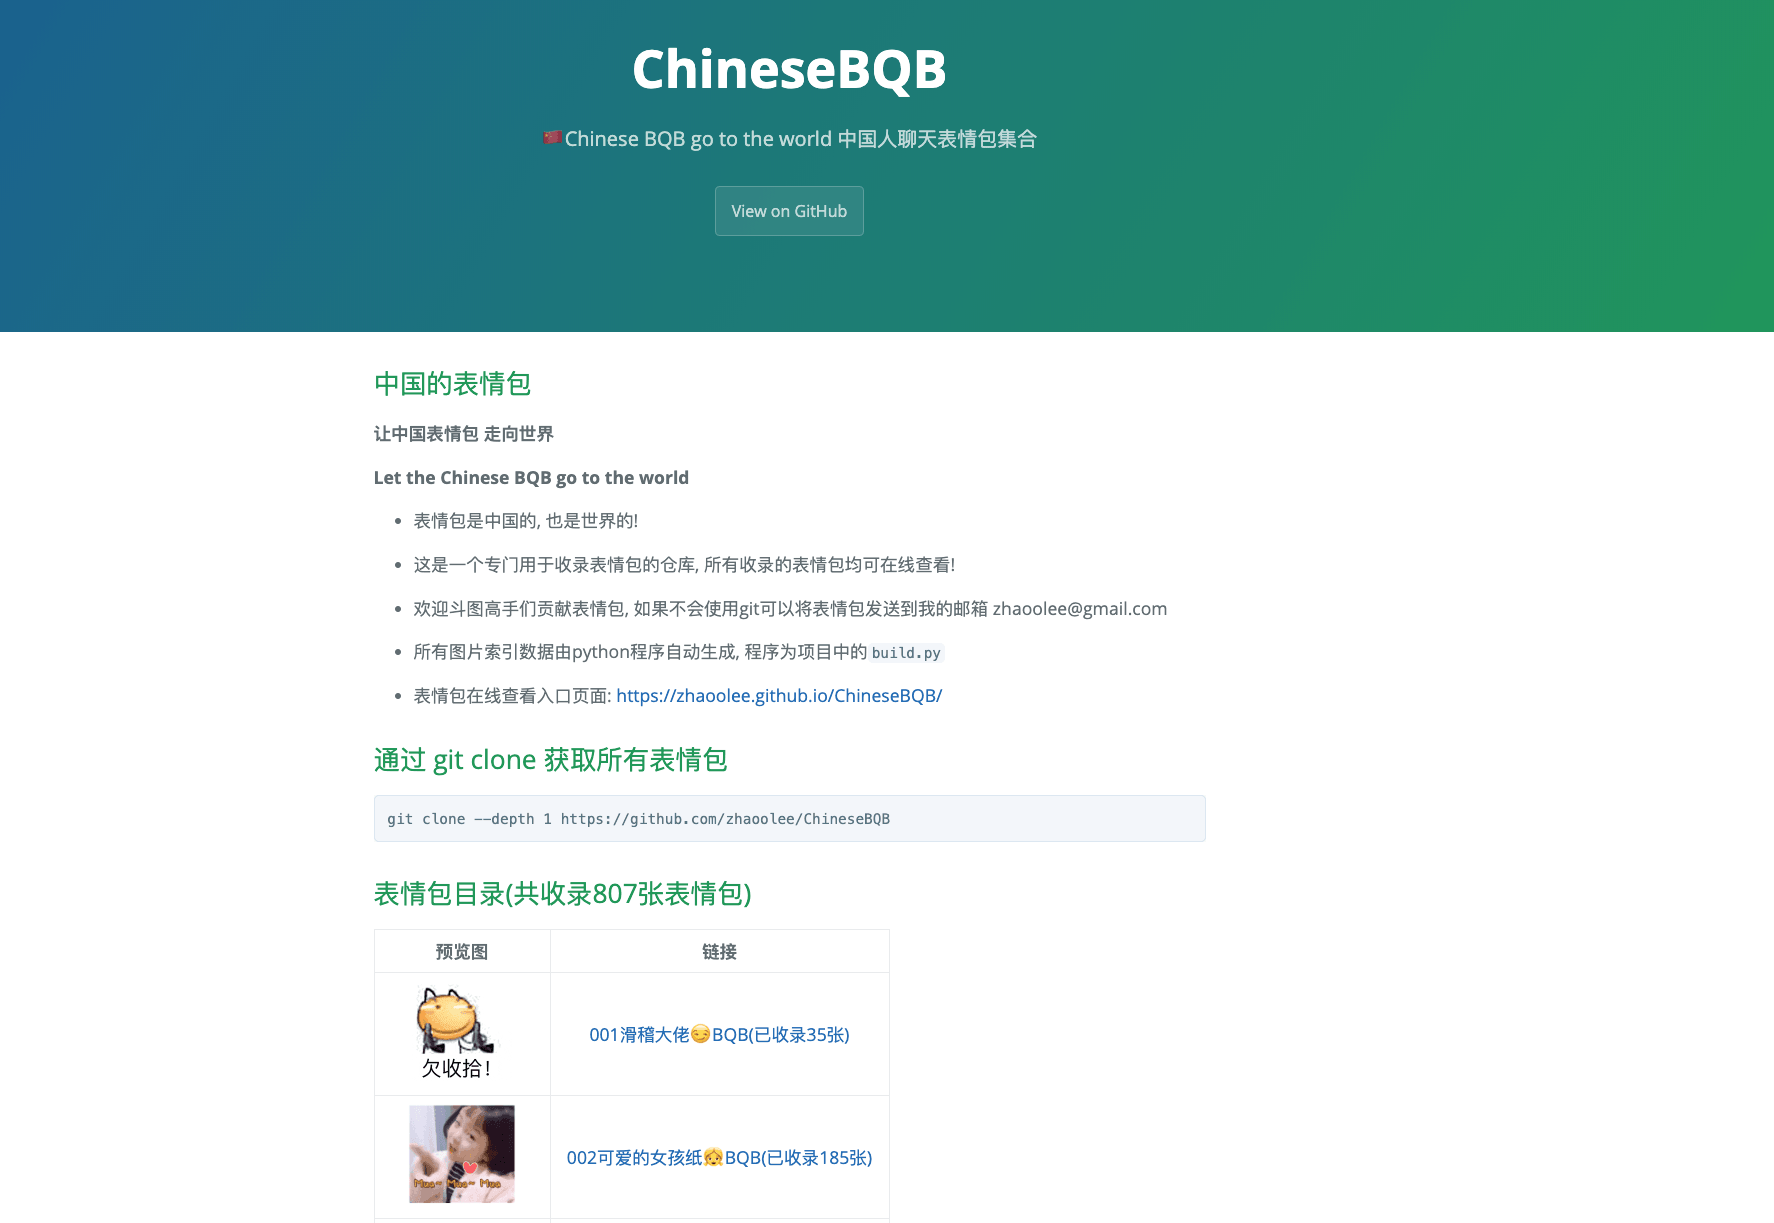 ChineseBQB
🇨🇳Chinese BQB go to the world 中国人聊天表情包集合
View on GitHub
中国的表情包
让中国表情包 走向世界
Let the Chinese BQB go to the world
表情包是中国的, 也是世界的!
这是一个专门用于收录表情包的仓库, 所有收录的表情包均可在线查看!
欢迎斗图高手们贡献表情包, 如果不会使用git可以将表情包发送到我的邮箱 zhaoolee@gmail.com
所有图片索引数据由python程序自动生成, 程序为项目中的 build.py
表情包在线查看入口页面: https://zhaoolee.github.io/ChineseBQB/
通过 git clone 获取所有表情包
git clone --depth 1 https://github.com/zhaoolee/ChineseBQB
表情包目录(共收录807张表情包)
预览图 链接
欠收拾!
001滑稽大佬😏BQB(已收录35张)
Mua~ Mua~ Mua
002可爱的女孩纸👧BQB(已收录185张)